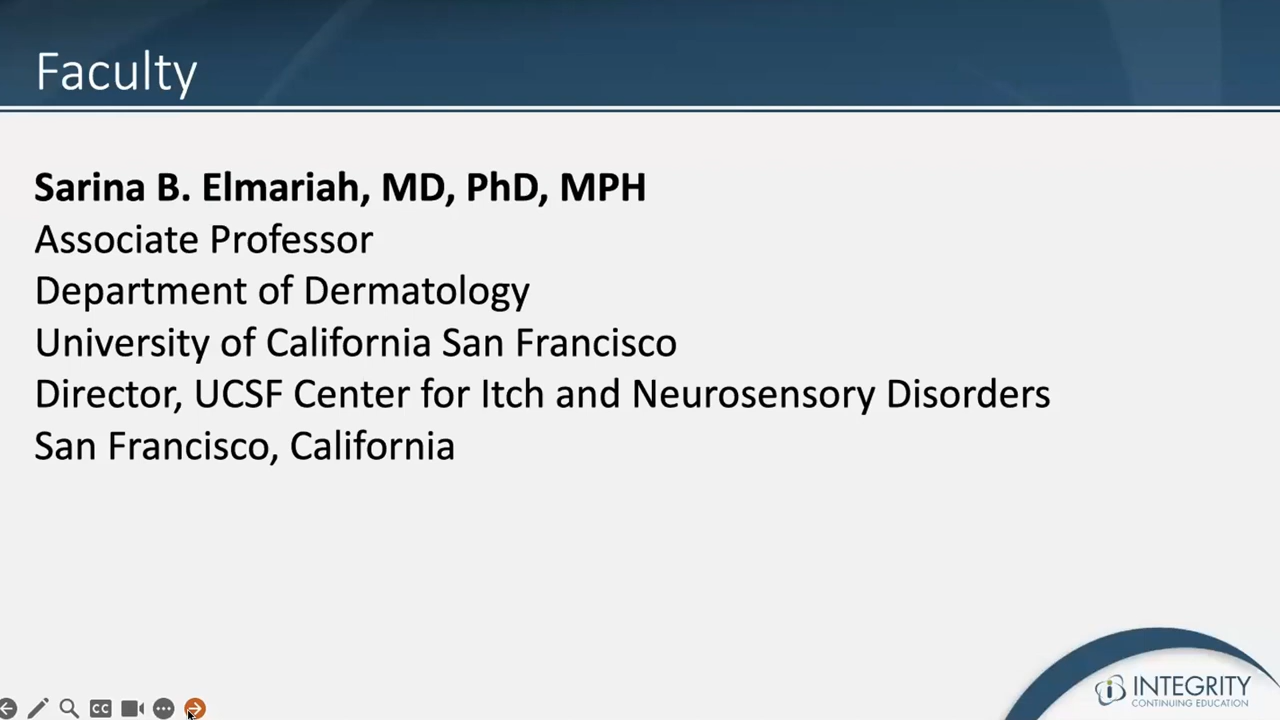 Faculty
Sarina B. Elmariah, MD, PhD, MPH
Associate Professor
Department of Dermatology
University of California San Francisco
Director, UCSF Center for Itch and Neurosensory Disorders
San Francisco, California
CC
INTEGRITY
CONTINUING EDUCATION